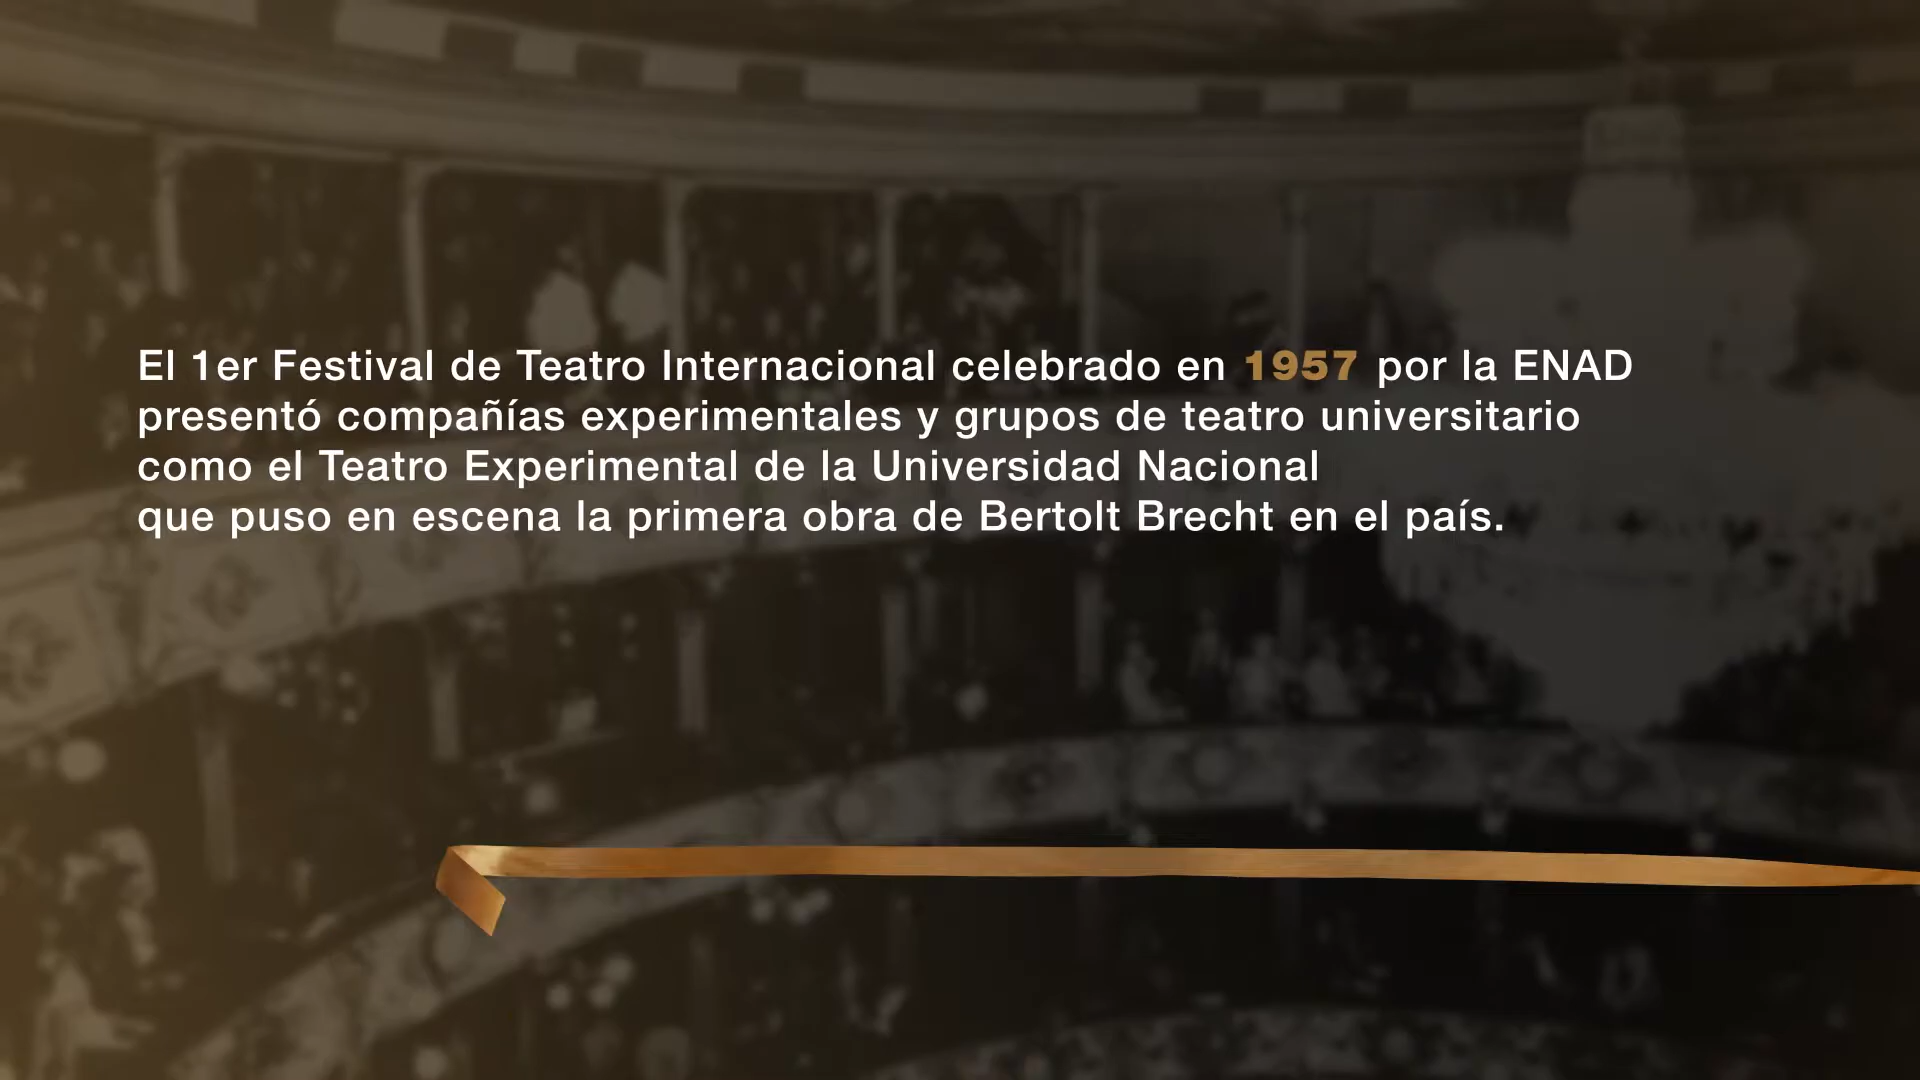 El 1er Festival de Teatro Internacional celebrado en 1957 por la ENAD
presentó compañías experimentales y grupos de teatro universitario
como el Teatro Experimental de la Universidad Nacional
que puso en escena la primera obra de Bertolt Brecht en el país.